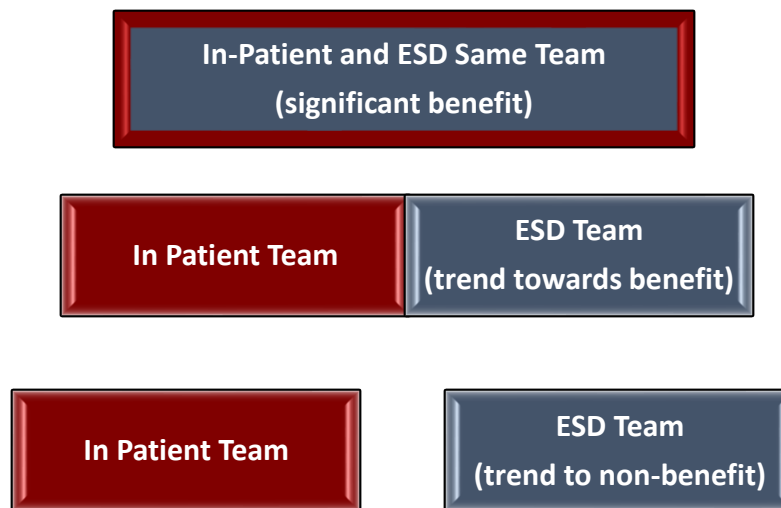 In-Patient and ESD Same Team
(significant benefit)
In Patient Team
ESD Team
(trend towards benefit)
In Patient Team
ESD Team
(trend to non-benefit)